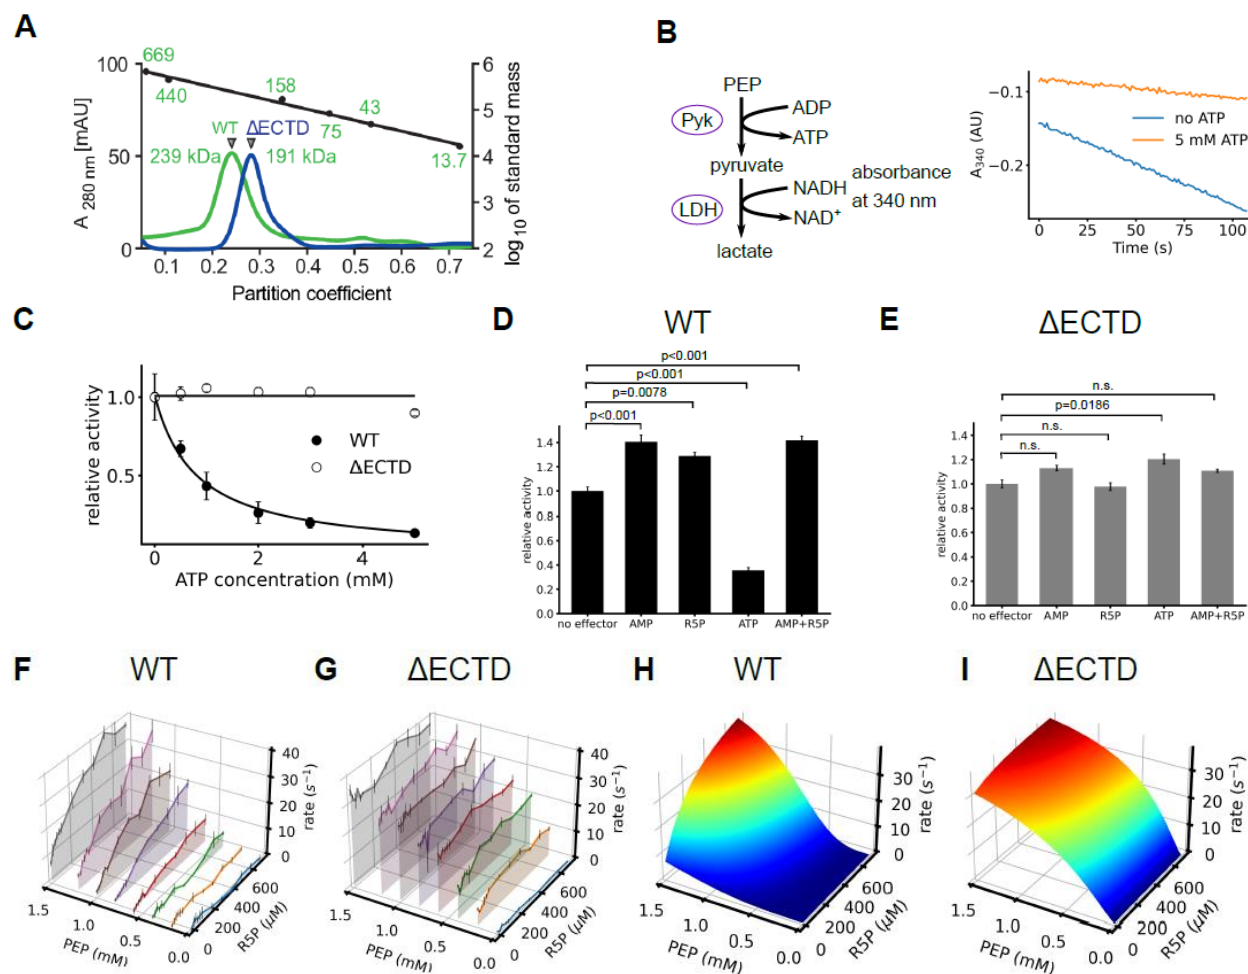 A
100
50
0
A 280 nm [mAU]
669
440
158
75
43
13.7
WT
ΔECTD
239 kDa
191 kDa
6
5
4
3
2
log10 of standard mass
0.1 0.2 0.3 0.4 0.5 0.6 0.7
Partition coefficient
B
PEP
Pyk
ADP
ATP
pyruvate
LDH
NADH
NAD+
lactate
absorbance
at 340 nm
A340 (AU)
−0.1
−0.2
no ATP
5 mM ATP
0 50 100
Time (s)
C
relative activity
1.0
0.5
WT
ΔECTD
0 2 4
ATP concentration (mM)
D
WT
p<0.001
p<0.001
p=0.0078
p<0.001
relative activity
1.4
1.2
1.0
0.8
0.6
0.4
0.2
0.0
no effector AMP R5P ATP AMP+R5P
E
ΔECTD
n.s.
p=0.0186
n.s.
n.s.
relative activity
1.4
1.2
1.0
0.8
0.6
0.4
0.2
0.0
no effector AMP R5P ATP AMP+R5P
F
WT
40
30
20
10
0
rate (s−1)
1.5
1.0
0.5
0.0
PEP (mM)
0
200
400
600
R5P (μM)
G
ΔECTD
40
30
20
10
0
rate (s−1)
1.5
1.0
0.5
0.0
PEP (mM)
0
200
400
600
R5P (μM)
H
WT
30
20
10
0
rate (s−1)
1.5
1.0
0.5
0.0
PEP (mM)
0
200
400
600
R5P (μM)
I
ΔECTD
30
20
10
0
rate (s−1)
1.5
1.0
0.5
0.0
PEP (mM)
0
200
400
600
R5P (μM)